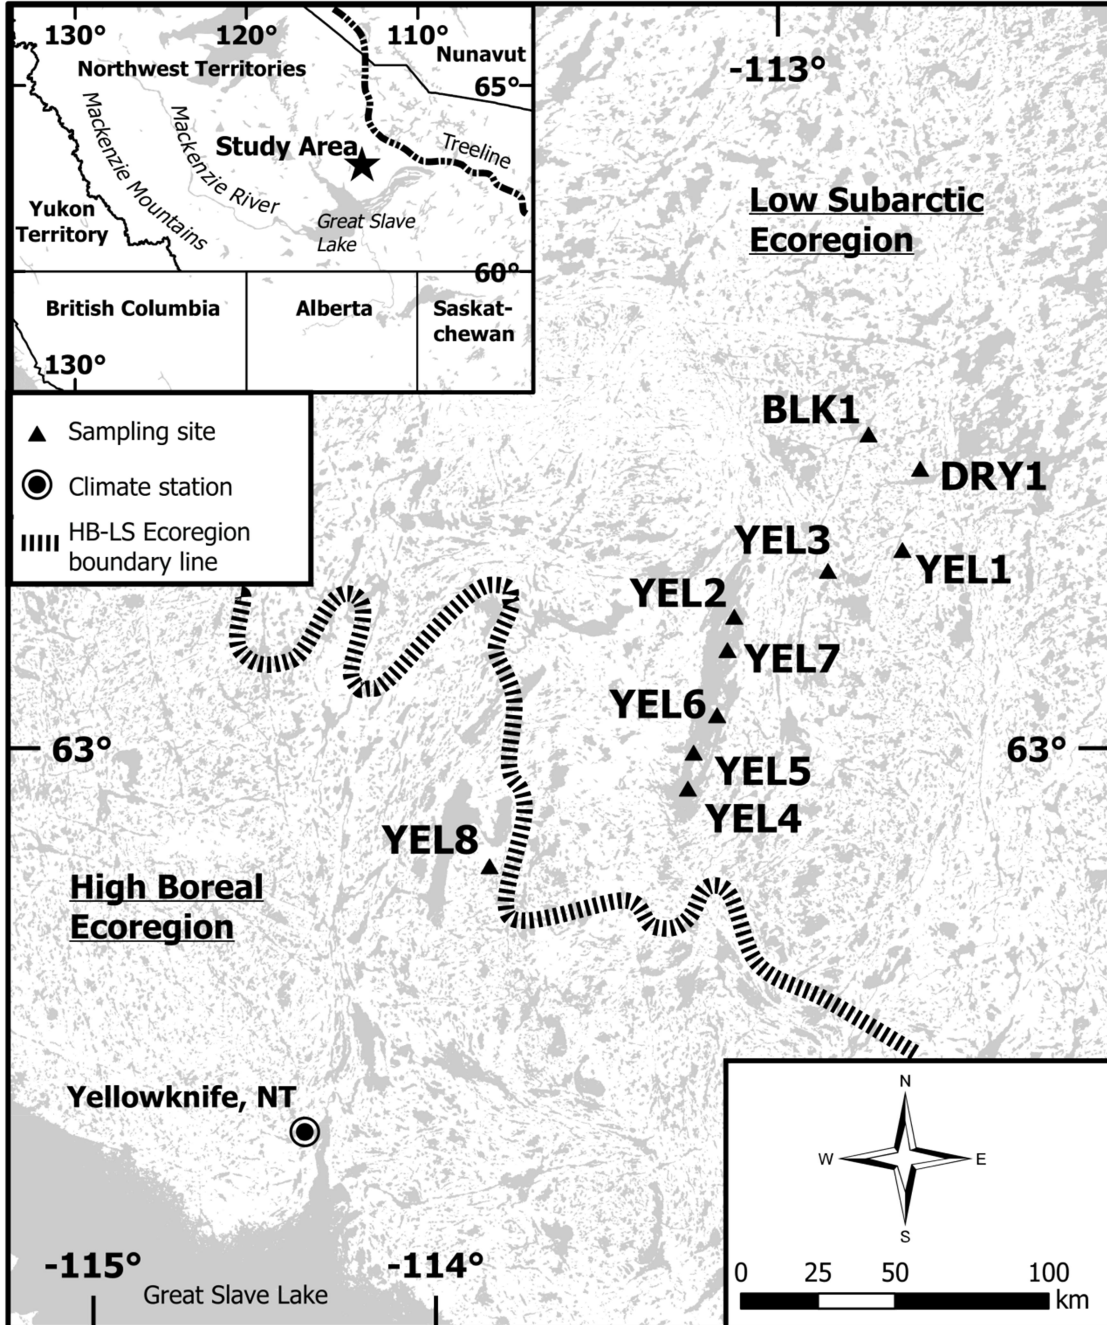 130°
120°
110°
Nunavut
Northwest Territories
65°
Mackenzie Mountains
Mackenzie River
Study Area
Treeline
Yukon
Territory
Great Slave
Lake
60°
British Columbia
Alberta
Saskat-
chewan
130°
-113°
Low Subarctic
Ecoregion
Sampling site
Climate station
HB-LS Ecoregion
boundary line
BLK1
DRY1
YEL3
YEL1
YEL2
YEL7
YEL6
63°
63°
YEL5
YEL4
YEL8
High Boreal
Ecoregion
Yellowknife, NT
N
W
E
S
-115°
-114°
Great Slave Lake
0
25
50
100
km